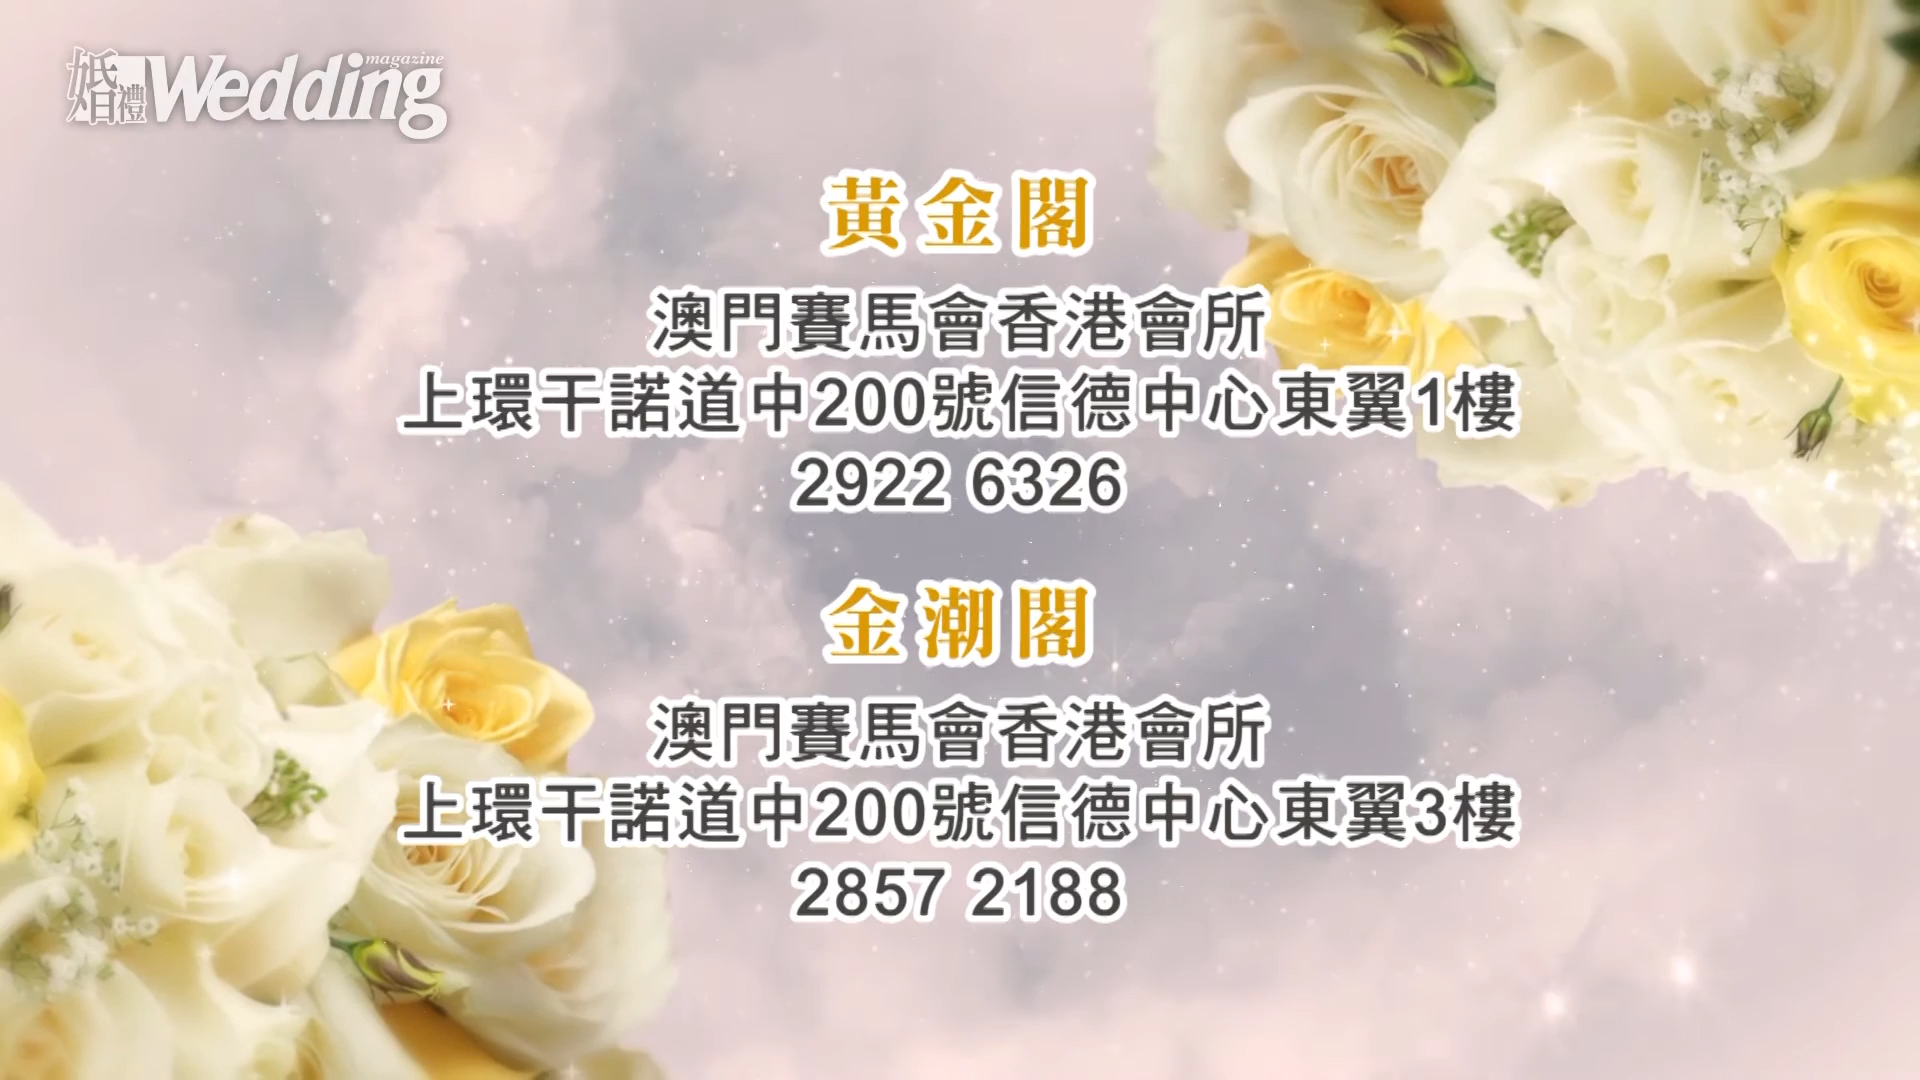 婚禮 Wedding magazine
黃金閣
澳門賽馬會香港會所
上環干諾道中200號信德中心東翼1樓
2922 6326
金潮閣
澳門賽馬會香港會所
上環干諾道中200號信德中心東翼3樓
2857 2188